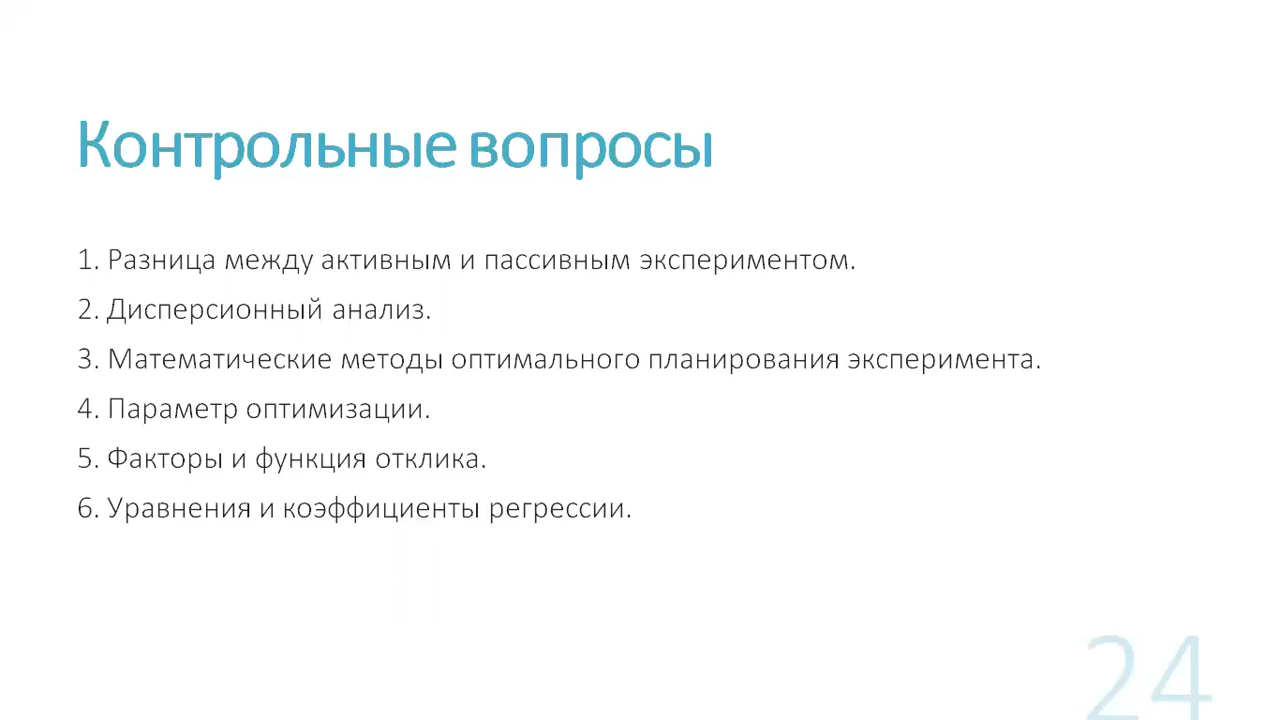 Контрольные вопросы
1. Разница между активным и пассивным экспериментом.
2. Дисперсионный анализ.
3. Математические методы оптимального планирования эксперимента.
4. Параметр оптимизации.
5. Факторы и функция отклика.
6. Уравнения и коэффициенты регрессии.
24